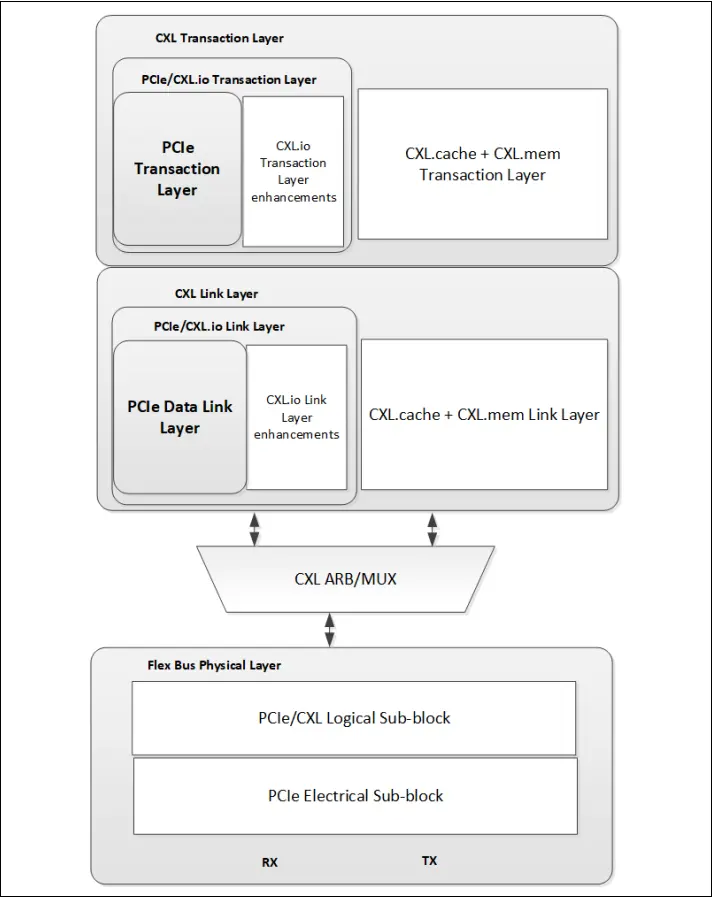 CXL Transaction Layer
PCIe/CXL.io Transaction Layer
PCIe
Transaction
Layer
CXL.io
Transaction
Layer
enhancements
CXL.cache + CXL.mem
Transaction Layer
CXL Link Layer
PCIe/CXL.io Link Layer
PCIe Data Link
Layer
CXL.io Link
Layer
enhancements
CXL.cache + CXL.mem Link Layer
CXL ARB/MUX
Flex Bus Physical Layer
PCIe/CXL Logical Sub-block
PCIe Electrical Sub-block
RX
TX